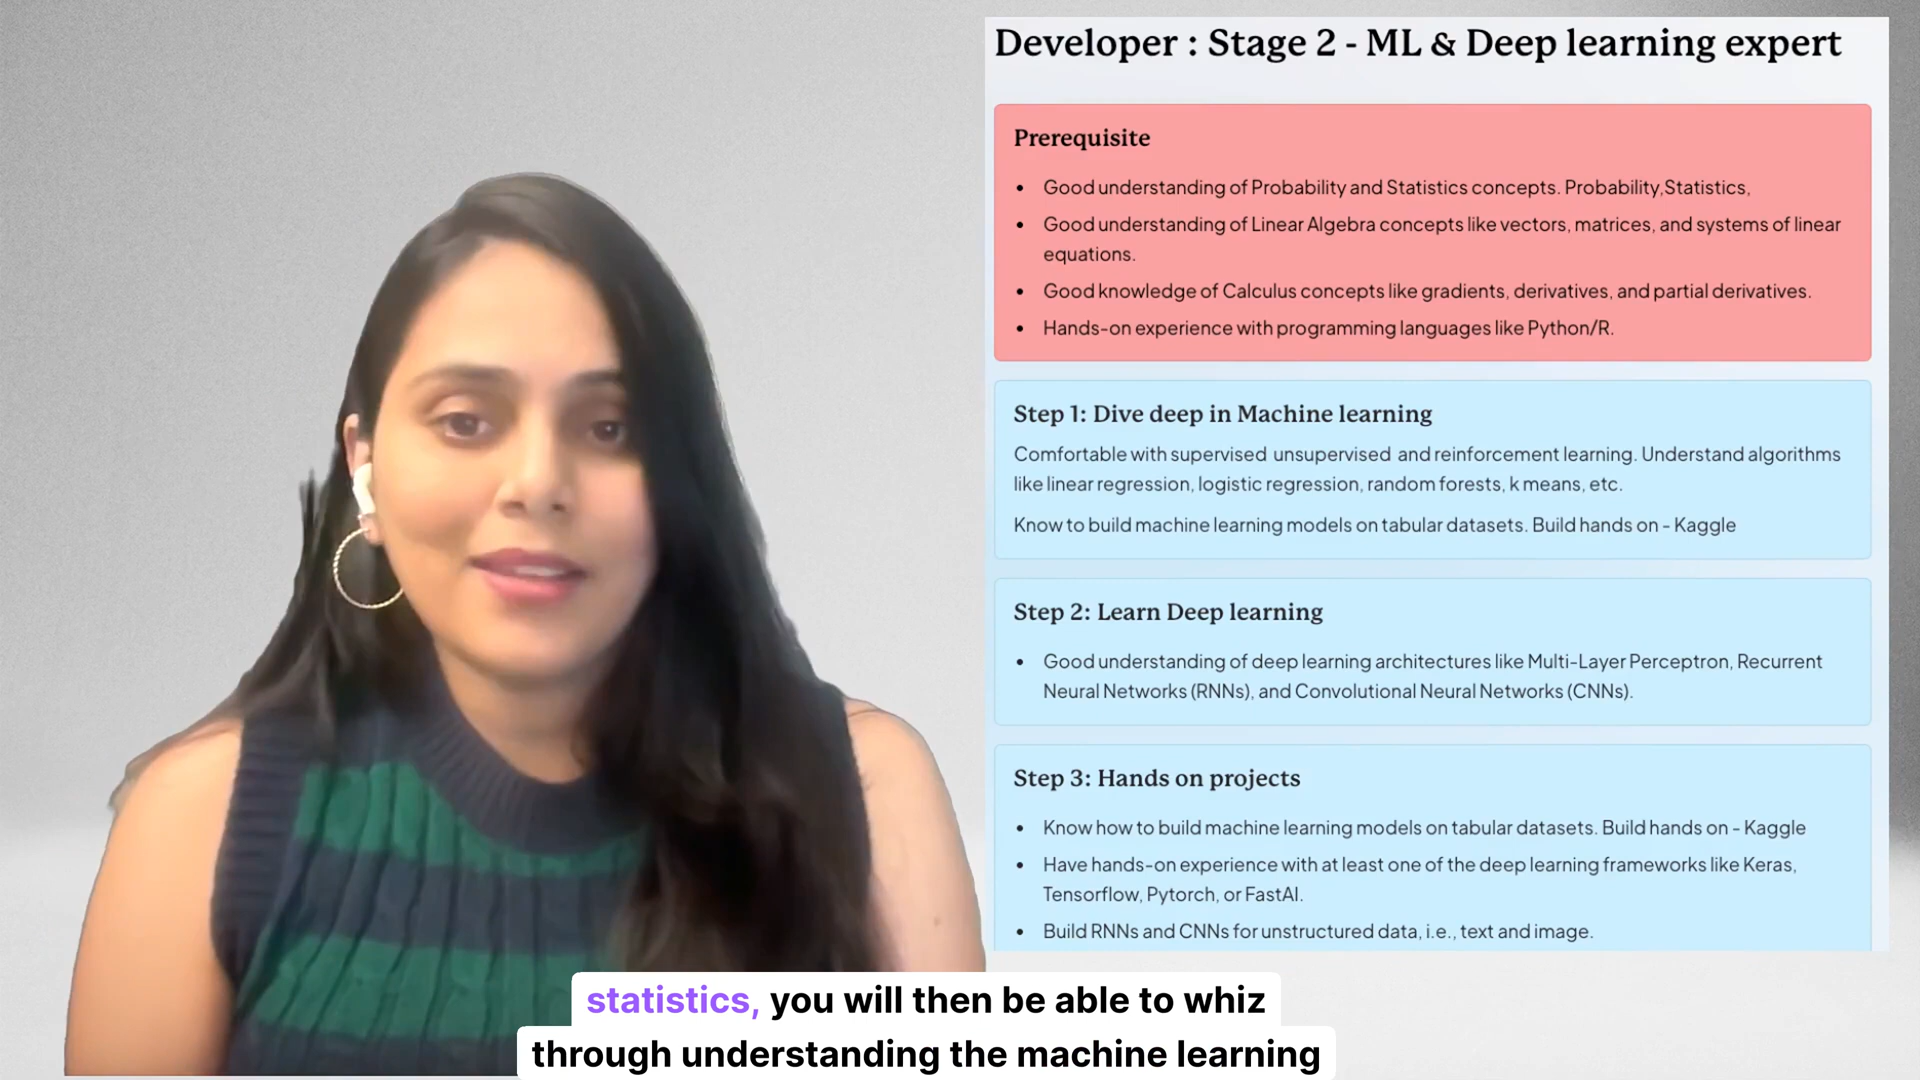 Developer : Stage 2 - ML & Deep learning expert
Prerequisite
• Good understanding of Probability and Statistics concepts. Probability,Statistics,
• Good understanding of Linear Algebra concepts like vectors, matrices, and systems of linear
equations.
• Good knowledge of Calculus concepts like gradients, derivatives, and partial derivatives.
• Hands-on experience with programming languages like Python/R.
Step 1: Dive deep in Machine learning
Comfortable with supervised unsupervised and reinforcement learning. Understand algorithms
like linear regression, logistic regression, random forests, k means, etc.
Know to build machine learning models on tabular datasets. Build hands on - Kaggle
Step 2: Learn Deep learning
• Good understanding of deep learning architectures like Multi-Layer Perceptron, Recurrent
Neural Networks (RNNs), and Convolutional Neural Networks (CNNs).
Step 3: Hands on projects
• Know how to build machine learning models on tabular datasets. Build hands on - Kaggle
• Have hands-on experience with at least one of the deep learning frameworks like Keras,
Tensorflow, Pytorch, or FastAI.
• Build RNNs and CNNs for unstructured data, i.e., text and image.
statistics, you will then be able to whiz
through understanding the machine learning